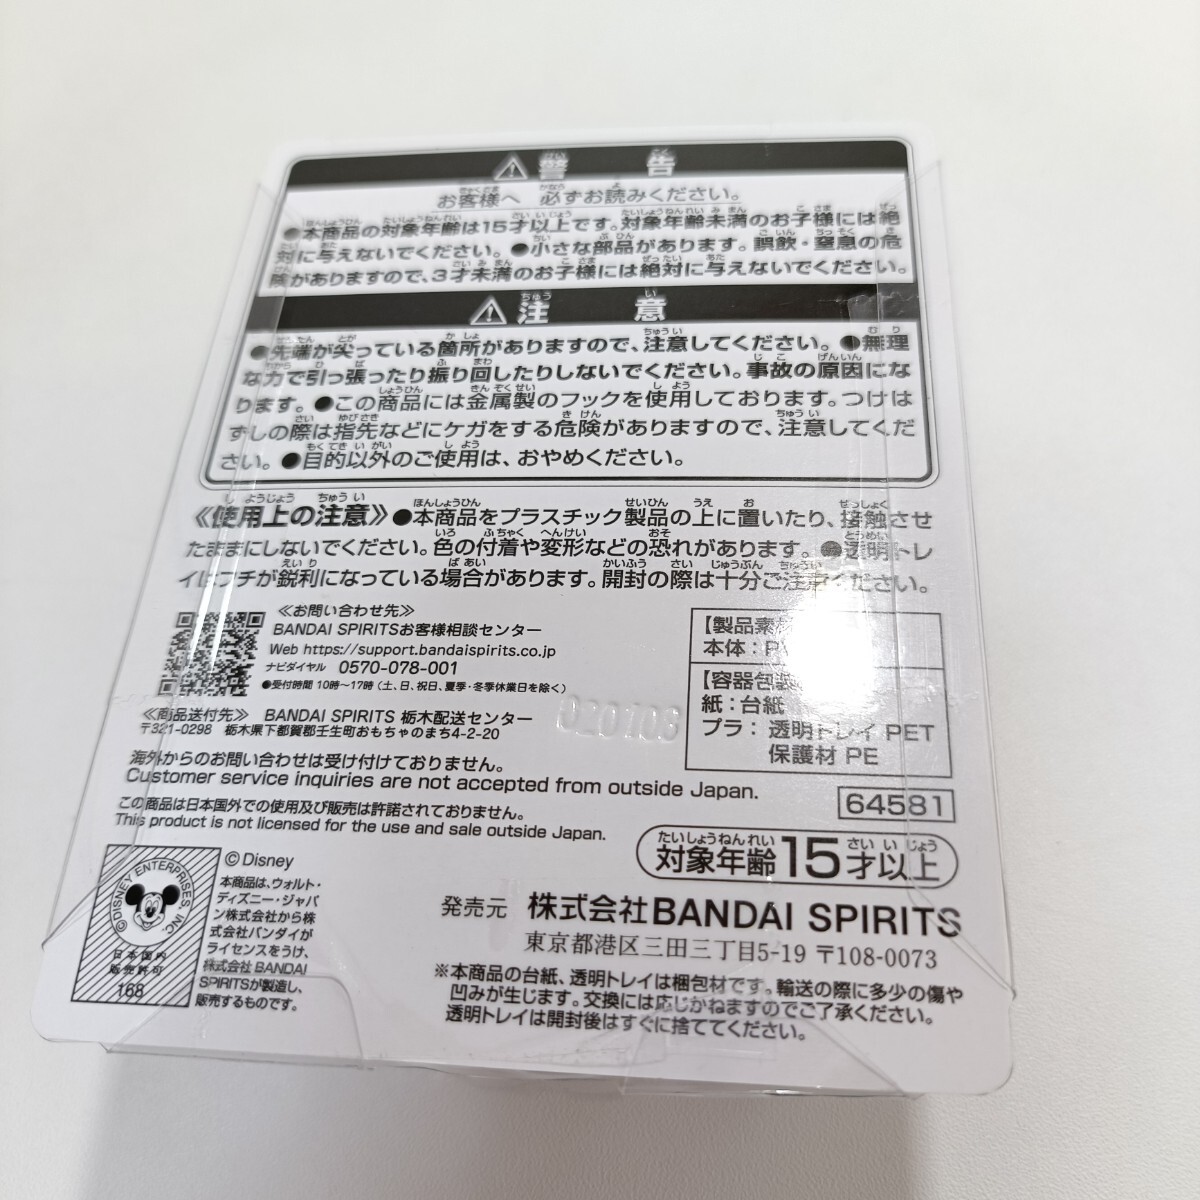 ⚠警告
お客様へ 必ずお読みください。
●本商品の対象年齢は15才以上です。対象年齢未満のお子様には絶
対に与えないでください。●小さな部品があります。誤飲・窒息の危
険がありますので、3才未満のお子様には絶対に与えないでください。
⚠注意
●先端が尖っている箇所がありますので、注意してください。●無理
な力で引っ張ったり振り回したりしないでください。事故の原因にな
ります。●この商品には金属製のフックを使用しております。つけは
ずしの際は指先などにケガをする危険がありますので、注意してくだ
さい。●目的以外のご使用は、おやめください。
《使用上の注意》●本商品をプラスチック製品の上に置いたり、接触させ
たままにしないでください。色の付着や変形などの恐れがあります。●透明トレ
イはフチが鋭利になっている場合があります。開封の際は十分ご注意ください。
≪お問い合わせ先≫
BANDAI SPIRITSお客様相談センター
Web https://support.bandaispirits.co.jp
ナビダイヤル 0570-078-001
●受付時間 10時〜17時(土、日、祝日、夏季・冬季休業日を除く)
≪商品送付先≫ BANDAI SPIRITS 栃木配送センター
〒321-0298 栃木県下都賀郡壬生町おもちゃのまち4-2-20
020103
【製品素材
本体:P
【容器包装
紙:台紙
プラ:透明トレイ PET
保護材 PE
海外からのお問い合わせは受け付けておりません。
Customer service inquiries are not accepted from outside Japan.
64581
この商品は日本国外での使用及び販売は許諾されておりません。
This product is not licensed for the use and sale outside Japan.
対象年齢15才以上
©DISNEY ENTERPRISES, INC.
日本国内
販売許可
168
©Disney
本商品は、ウォルト・
ディズニー・ジャパ
ン株式会社から株
式会社バンダイが
ライセンスをうけ、
株式会社 BANDAI
SPIRITSが製造し、
販売するものです。
発売元 株式会社BANDAI SPIRITS
東京都港区三田三丁目5-19 〒108-0073
※本商品の台紙、透明トレイは梱包材です。輸送の際に多少の傷や
凹みが生じます。交換には応じかねますのでご了承ください。
透明トレイは開封後はすぐに捨ててください。